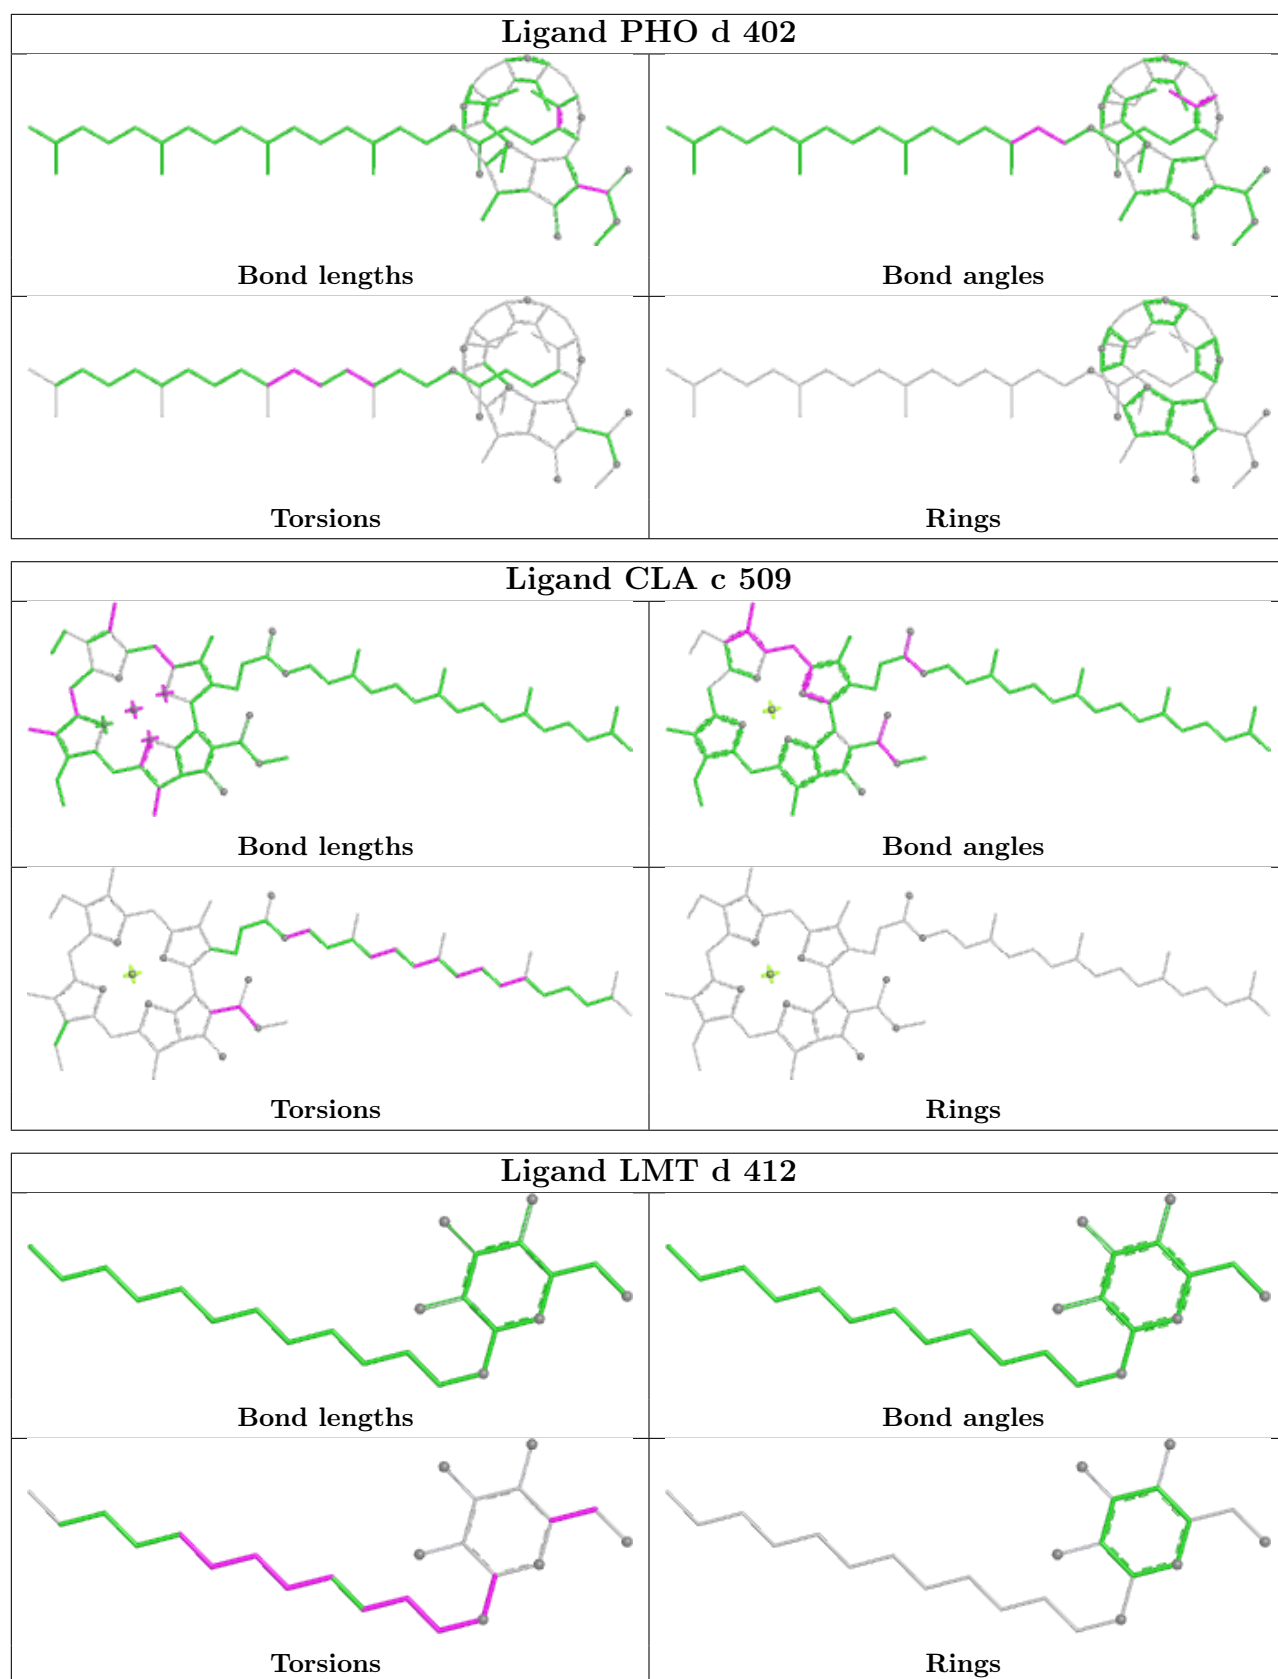 Ligand PHO d 402
Bond lengths
Bond angles
Torsions
Rings
Ligand CLA c 509
Bond lengths
Bond angles
Torsions
Rings
Ligand LMT d 412
Bond lengths
Bond angles
Torsions
Rings